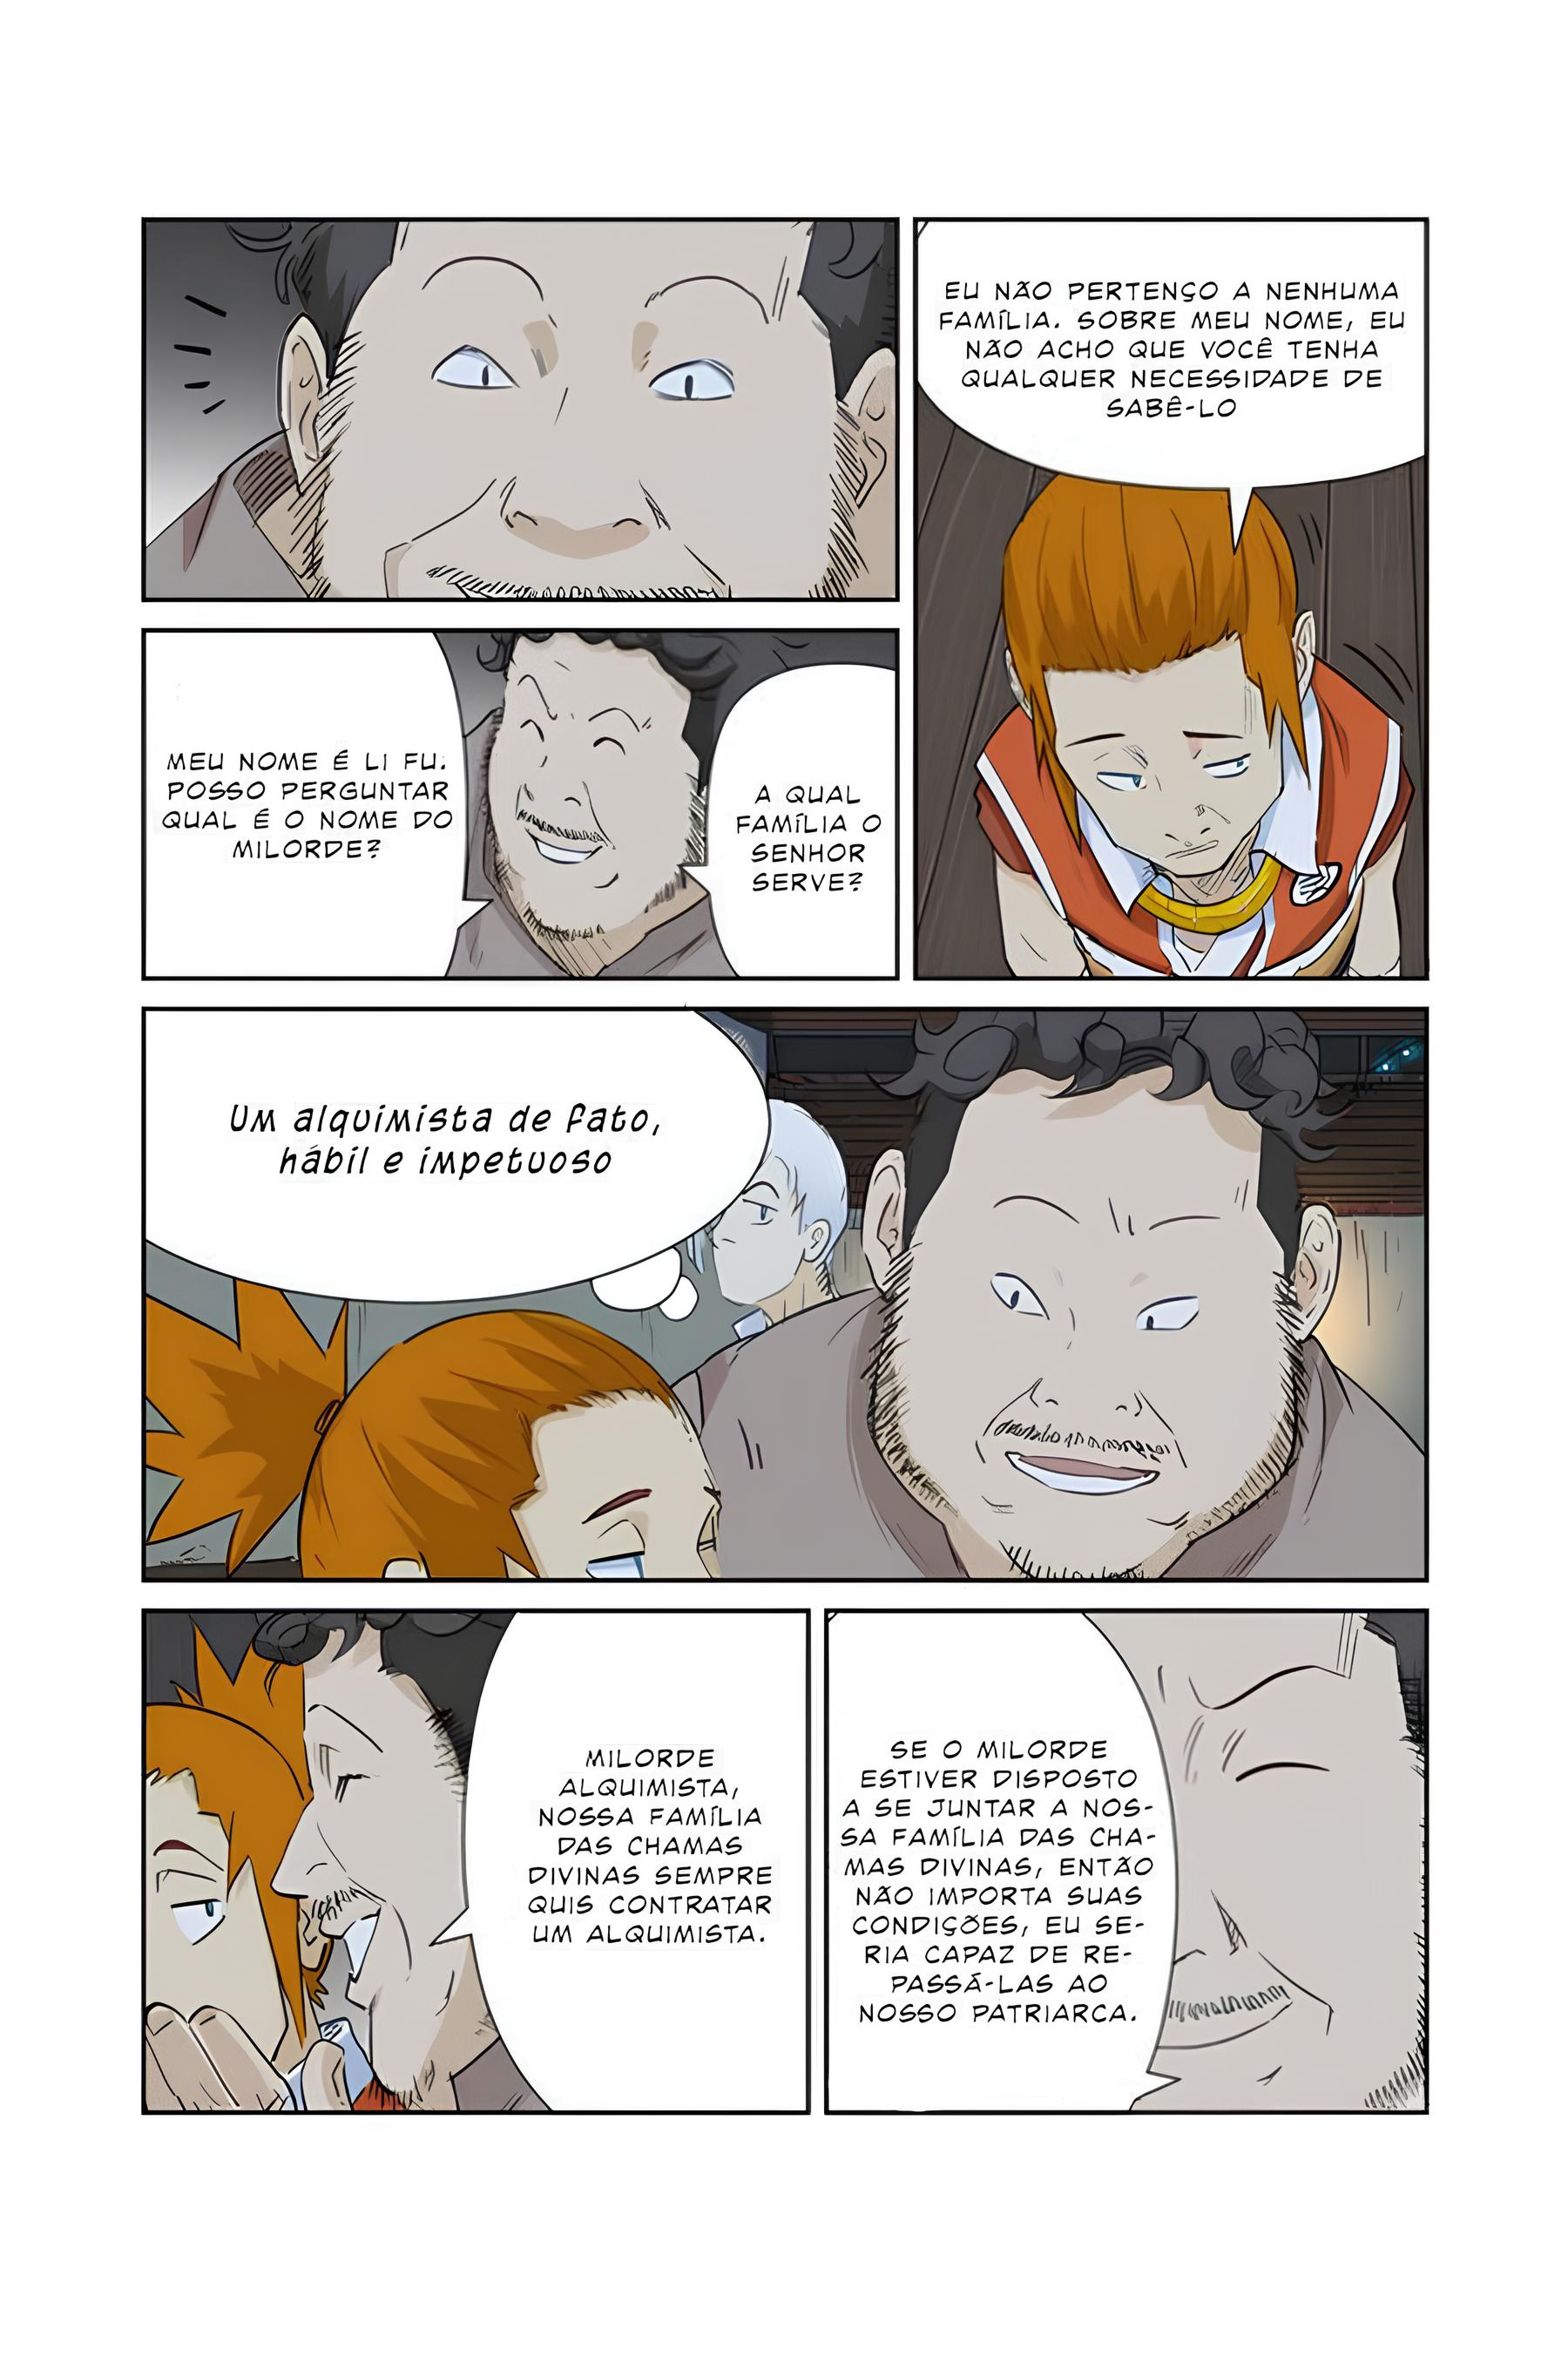 MEU NOME É LI FU.
POSSO PERGUNTAR
QUAL É O NOME DO
MILORDE?
A QUAL
FAMÍLIA O
SENHOR
SERVE?
EU NÃO PERTENÇO A NENHUMA
FAMÍLIA. SOBRE MEU NOME, EU
NÃO ACHO QUE VOCÊ TENHA
QUALQUER NECESSIDADE DE
SABÊ-LO
Um alquimista de fato,
hábil e impetuoso
MILORDE
ALQUIMISTA,
NOSSA FAMÍLIA
DAS CHAMAS
DIVINAS SEMPRE
QUIS CONTRATAR
UM ALQUIMISTA.
SE O MILORDE
ESTIVER DISPOSTO
A SE JUNTAR A NOS-
SA FAMÍLIA DAS CHA-
MAS DIVINAS, ENTÃO
NÃO IMPORTA SUAS
CONDIÇÕES, EU SE-
RIA CAPAZ DE RE-
PASSÁ-LAS AO
NOSSO PATRIARCA.